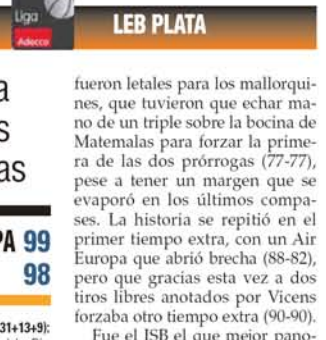 Liga
Adecco
LEB PLATA
a
s
as
PA 99
98
31+13+9):
fueron letales para los mallorqui-
nes, que tuvieron que echar ma-
no de un triple sobre la bocina de
Matemalas para forzar la prime-
ra de las dos prórrogas (77-77),
pese a tener un margen que se
evaporó en los últimos compa-
ses. La historia se repitió en el
primer tiempo extra, con un Air
Europa que abrió brecha (88-82),
pero que gracias esta vez a dos
tiros libres anotados por Vicens
forzaba otro tiempo extra (90-90).
Fue el ISB el que mejor pano-